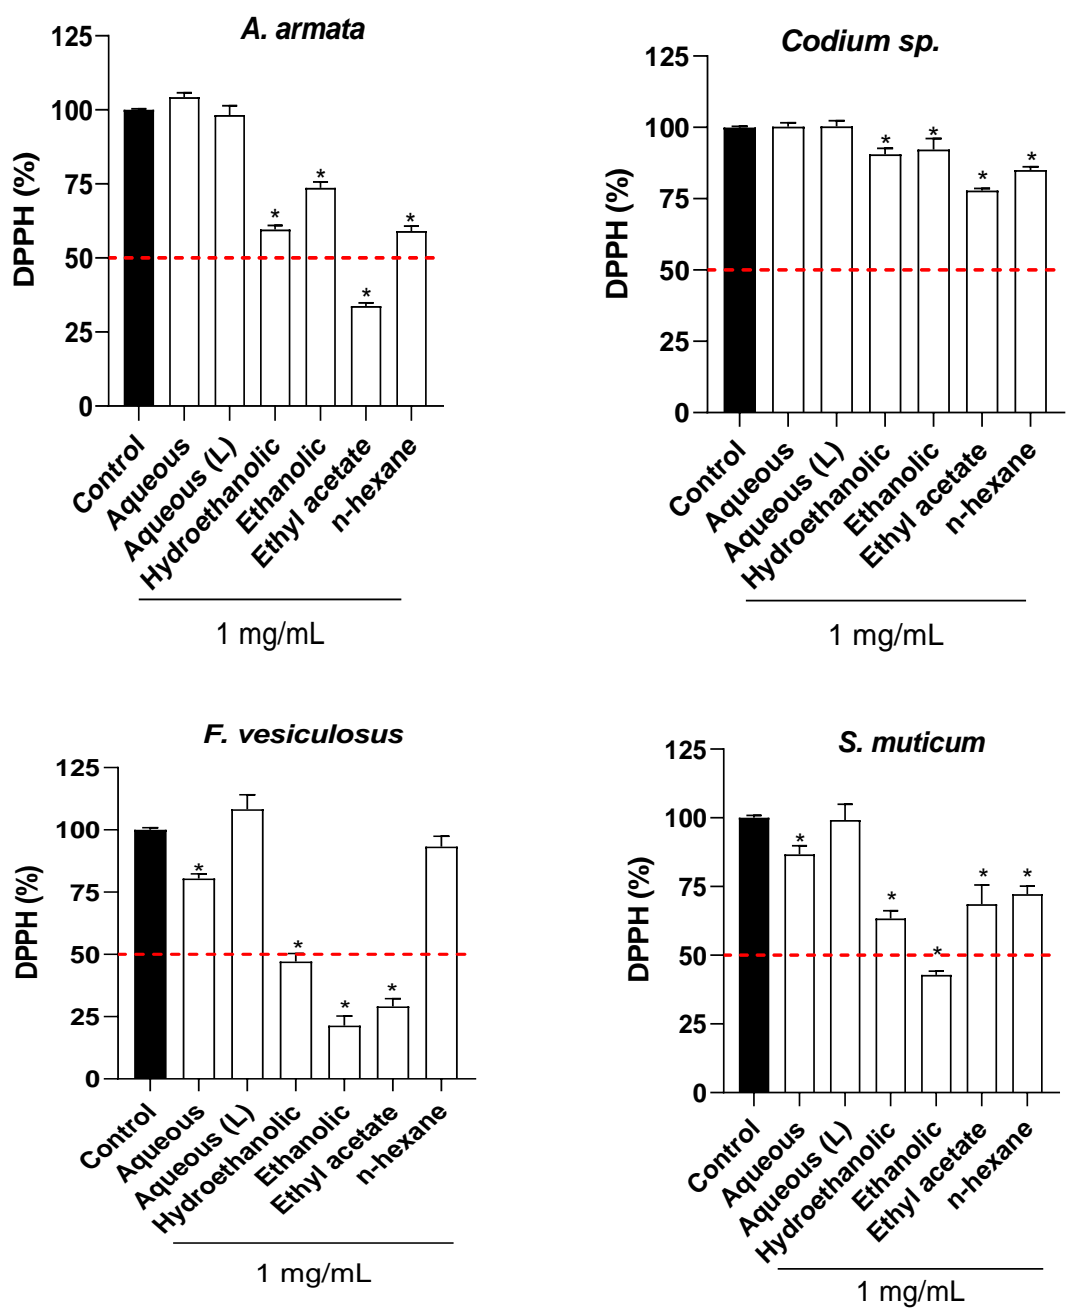 A. armata
DPPH (%)
125
100
75
50
25
0
* * * *
Control
Aqueous
Aqueous (L)
Hydroethanolic
Ethanolic
Ethyl acetate
n-hexane
1 mg/mL
Codium sp.
DPPH (%)
125
100
75
50
25
0
* * * *
Control
Aqueous
Aqueous (L)
Hydroethanolic
Ethanolic
Ethyl acetate
n-hexane
1 mg/mL
F. vesiculosus
DPPH (%)
125
100
75
50
25
0
* * * *
Control
Aqueous
Aqueous (L)
Hydroethanolic
Ethanolic
Ethyl acetate
n-hexane
1 mg/mL
S. muticum
DPPH (%)
125
100
75
50
25
0
* * * * *
Control
Aqueous
Aqueous (L)
Hydroethanolic
Ethanolic
Ethyl acetate
n-hexane
1 mg/mL